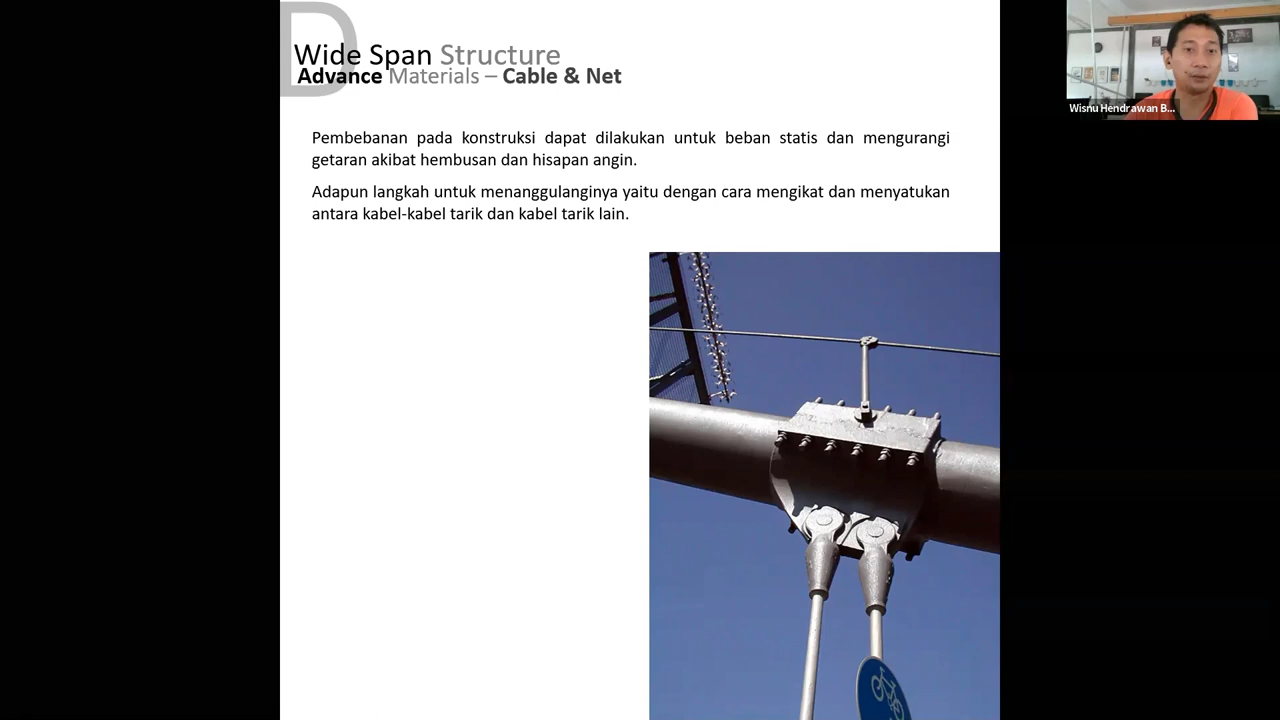 D
Wide Span Structure
Advance Materials – Cable & Net
Pembebanan pada konstruksi dapat dilakukan untuk beban statis dan mengurangi
getaran akibat hembusan dan hisapan angin.
Adapun langkah untuk menanggulanginya yaitu dengan cara mengikat dan menyatukan
antara kabel-kabel tarik dan kabel tarik lain.
Wisnu Hendrawan B...